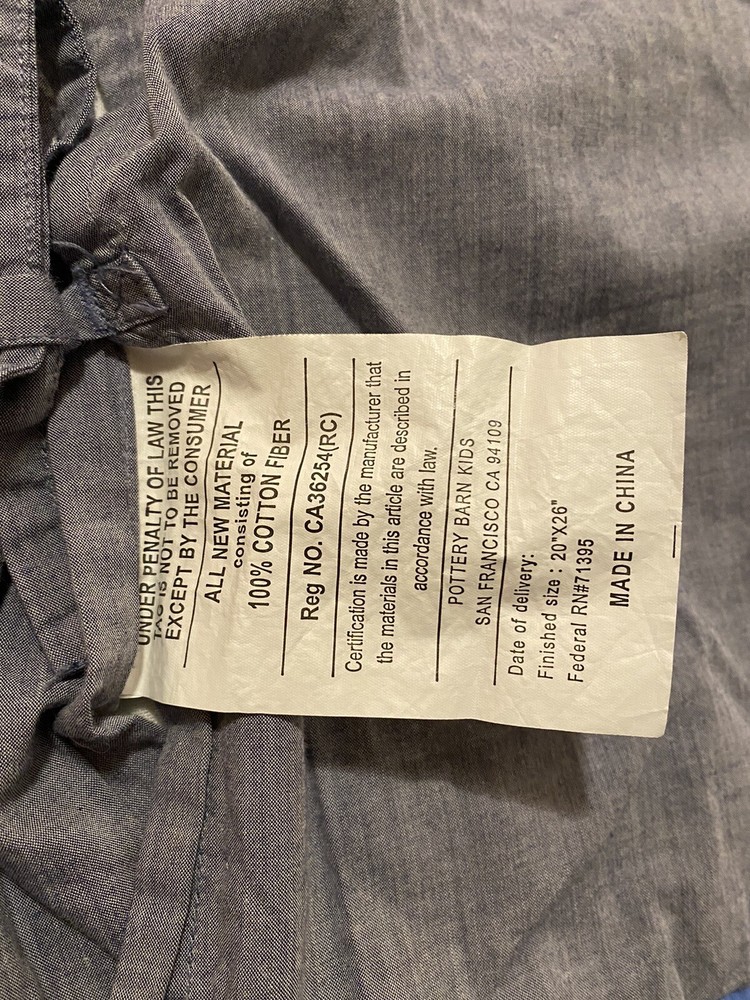 UNDER PENALTY OF LAW THIS
TAG IS NOT TO BE REMOVED
EXCEPT BY THE CONSUMER
ALL NEW MATERIAL
consisting of
100% COTTON FIBER
Reg NO. CA36254(RC)
Certification is made by the manufacturer that
the materials in this article are described in
accordance with law.
POTTERY BARN KIDS
SAN FRANCISCO CA 94109
Date of delivery:
Finished size : 20"X26"
Federal RN#71395
MADE IN CHINA